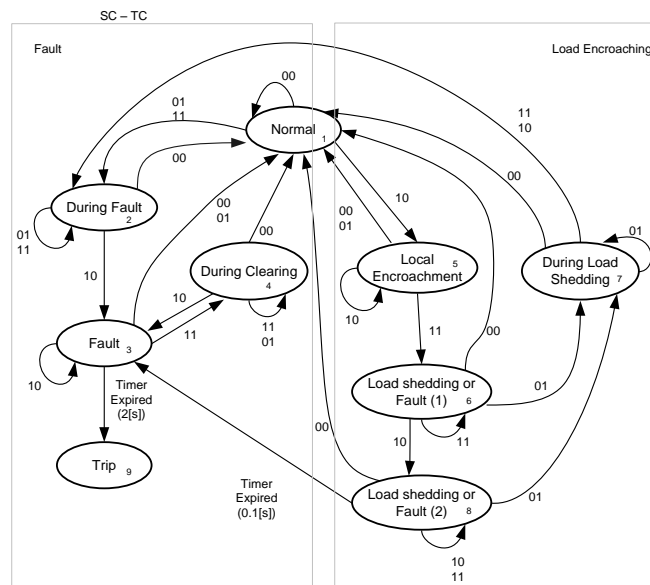 SC – TC
Fault
Load Encroaching
00
01
11
11
10
Normal 1
00
00
10
During Fault 2
01
11
00
01
00
01
00
01
During Clearing 4
Local 5
Encroachment
During Load
Shedding 7
10
10
11
01
10
11
00
Fault 3
11
10
Timer
Expired
(2[s])
Load shedding or
Fault (1) 6
01
00
10
11
Trip 9
Timer
Expired
(0.1[s])
Load shedding or
Fault (2) 8
01
10
11